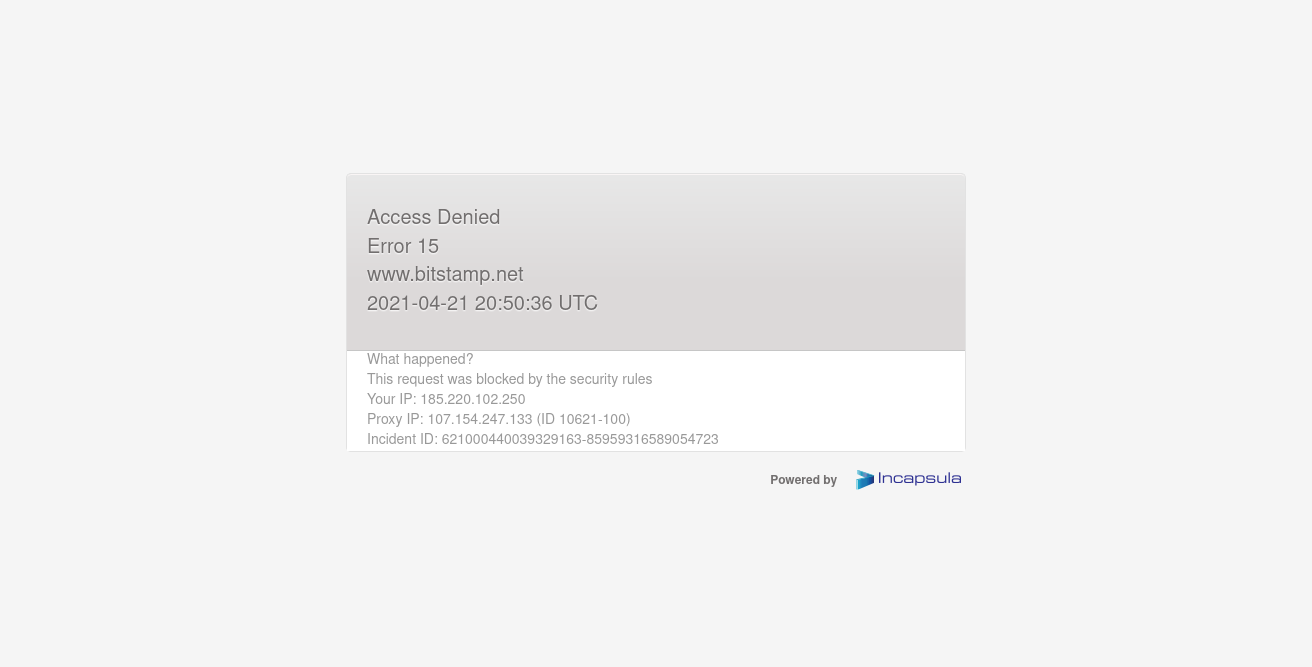 Access Denied
Error 15
www.bitstamp.net
2021-04-21 20:50:36 UTC
What happened?
This request was blocked by the security rules
Your IP: 185.220.102.250
Proxy IP: 107.154.247.133 (ID 10621-100)
Incident ID: 621000440039329163-85959316589054723
Powered by Incapsula